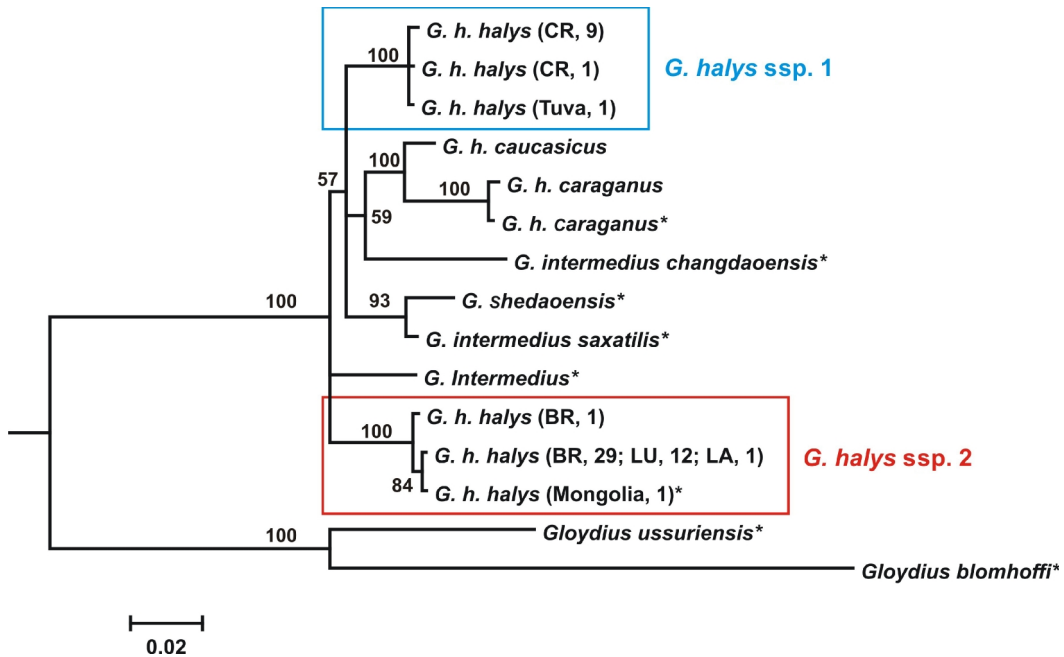 G. h. halys (CR, 9)
100
G. h. halys (CR, 1)
G. halys ssp. 1
G. h. halys (Tuva, 1)
G. h. caucasicus
100
57
G. h. caraganus
100
59
G. h. caraganus*
G. intermedius changdaoensis*
G. shedaoensis*
93
100
G. intermedius saxatilis*
G. Intermedius*
G. h. halys (BR, 1)
100
G. h. halys (BR, 29; LU, 12; LA, 1)
G. halys ssp. 2
84
G. h. halys (Mongolia, 1)*
Gloydius ussuriensis*
100
Gloydius blomhoffi*
0.02